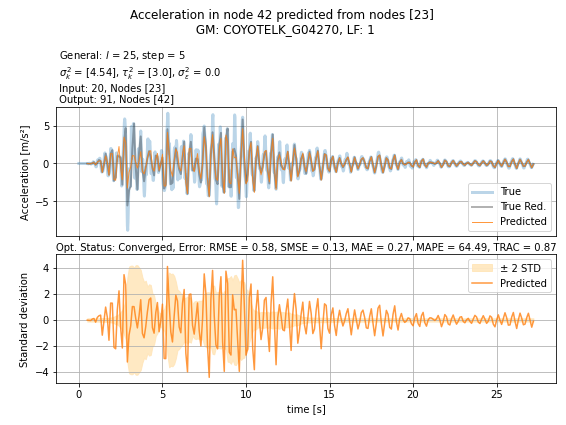 Acceleration in node 42 predicted from nodes [23]
GM: COYOTELK_G04270, LF: 1
General: l = 25, step = 5
σ²ₖ = [4.54], τ²ₖ = [3.0], σ²ε = 0.0
Input: 20, Nodes [23]
Output: 91, Nodes [42]
Acceleration [m/s²]
5
0
−5
True
True Red.
Predicted
Opt. Status: Converged, Error: RMSE = 0.58, SMSE = 0.13, MAE = 0.27, MAPE = 64.49, TRAC = 0.87
Standard deviation
4
2
0
−2
−4
± 2 STD
Predicted
0 5 10 15 20 25
time [s]